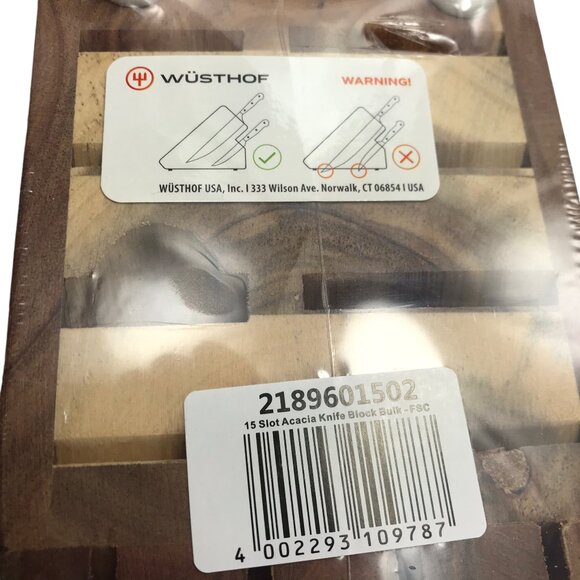 WÜSTHOF
WARNING!
WÜSTHOF USA, Inc. I 333 Wilson Ave. Norwalk, CT 06854 I USA
2189601502
15 Slot Acacia Knife Block Bulk - FSC
4 002293 109787